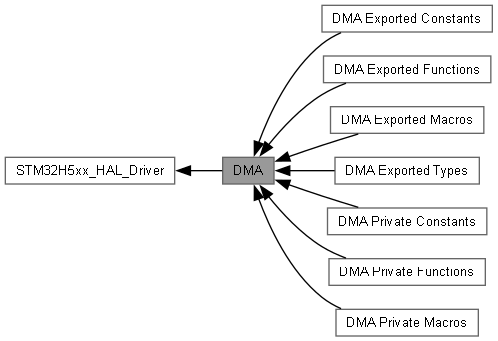 DMA Exported Constants
DMA Exported Functions
DMA Exported Macros
STM32H5xx_HAL_Driver
DMA
DMA Exported Types
DMA Private Constants
DMA Private Functions
DMA Private Macros